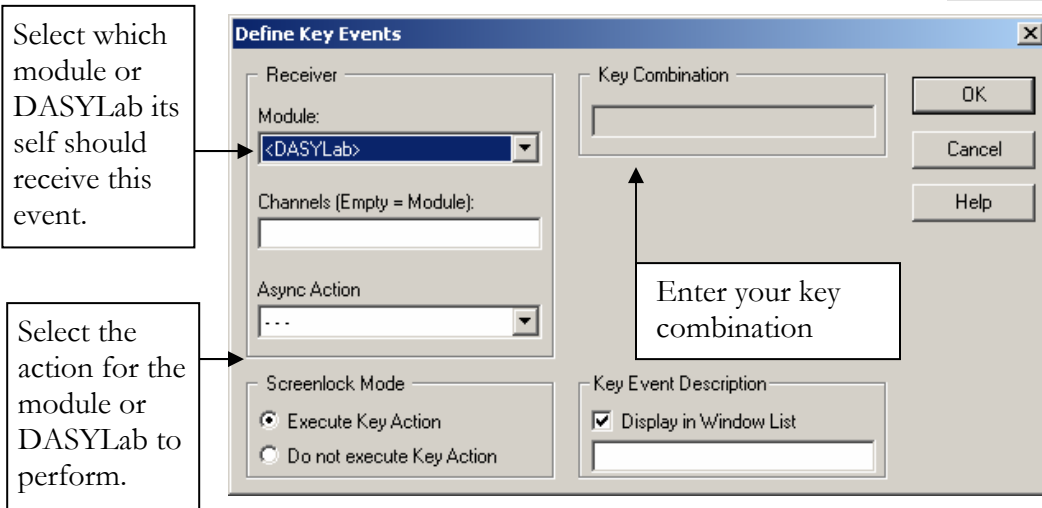 Select which
module or
DASYLab its
self should
receive this
event.
Define Key Events
Receiver
Module:
<DASYLab>
Channels (Empty = Module):
Async Action
- - -
Key Combination
OK
Cancel
Help
Enter your key
combination
Select the
action for the
module or
DASYLab to
perform.
Screenlock Mode
Execute Key Action
Do not execute Key Action
Key Event Description
Display in Window List